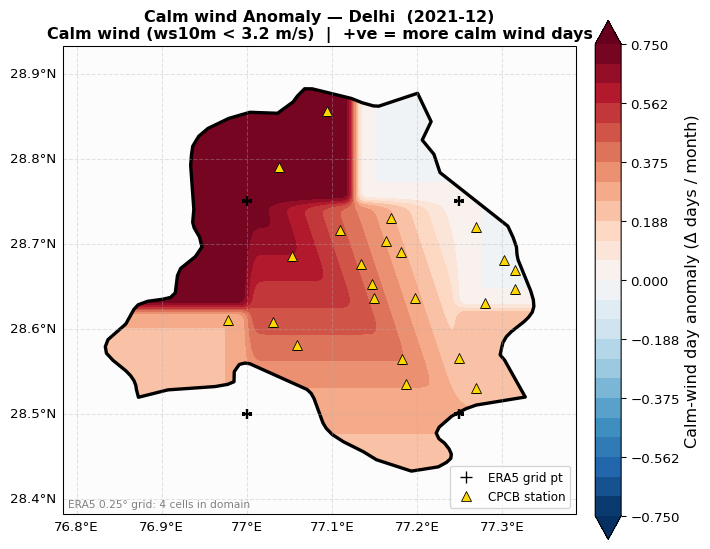 Calm wind Anomaly — Delhi  (2021-12)
Calm wind (ws10m < 3.2 m/s)  |  +ve = more calm wind days
28.9°N
28.8°N
28.7°N
28.6°N
28.5°N
28.4°N
76.8°E
76.9°E
77°E
77.1°E
77.2°E
77.3°E
ERA5 0.25° grid: 4 cells in domain
ERA5 grid pt
CPCB station
0.750
0.562
0.375
0.188
0.000
−0.188
−0.375
−0.562
−0.750
Calm-wind day anomaly (Δ days / month)